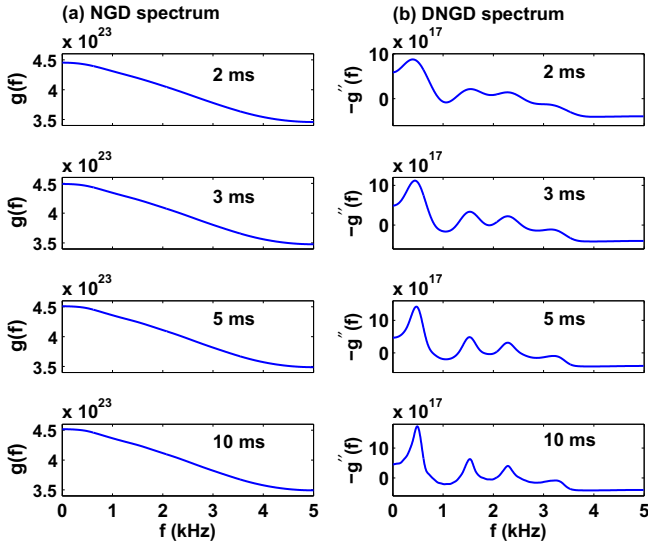 (a) NGD spectrum
(b) DNGD spectrum
x 10^23
g(f)
4.5
4
3.5
2 ms
x 10^17
−g″(f)
10
0
2 ms
x 10^23
g(f)
4.5
4
3.5
3 ms
x 10^17
−g″(f)
10
0
3 ms
x 10^23
g(f)
4.5
4
3.5
5 ms
x 10^17
−g″(f)
10
0
5 ms
x 10^23
g(f)
4.5
4
3.5
10 ms
0 1 2 3 4 5
f (kHz)
x 10^17
−g″(f)
10
0
10 ms
0 1 2 3 4 5
f (kHz)